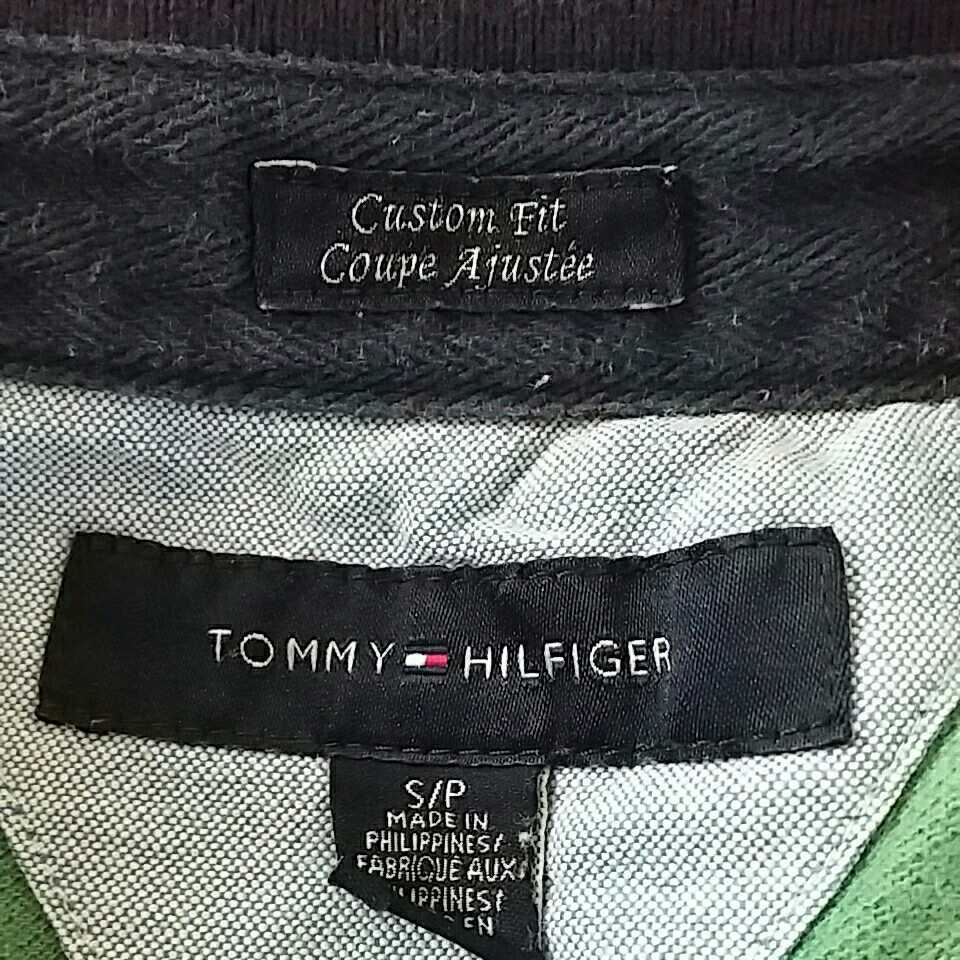 Custom Fit
Coupe Ajustée
TOMMY HILFIGER
S/P
MADE IN
PHILIPPINES/
FABRIQUÉ AUX